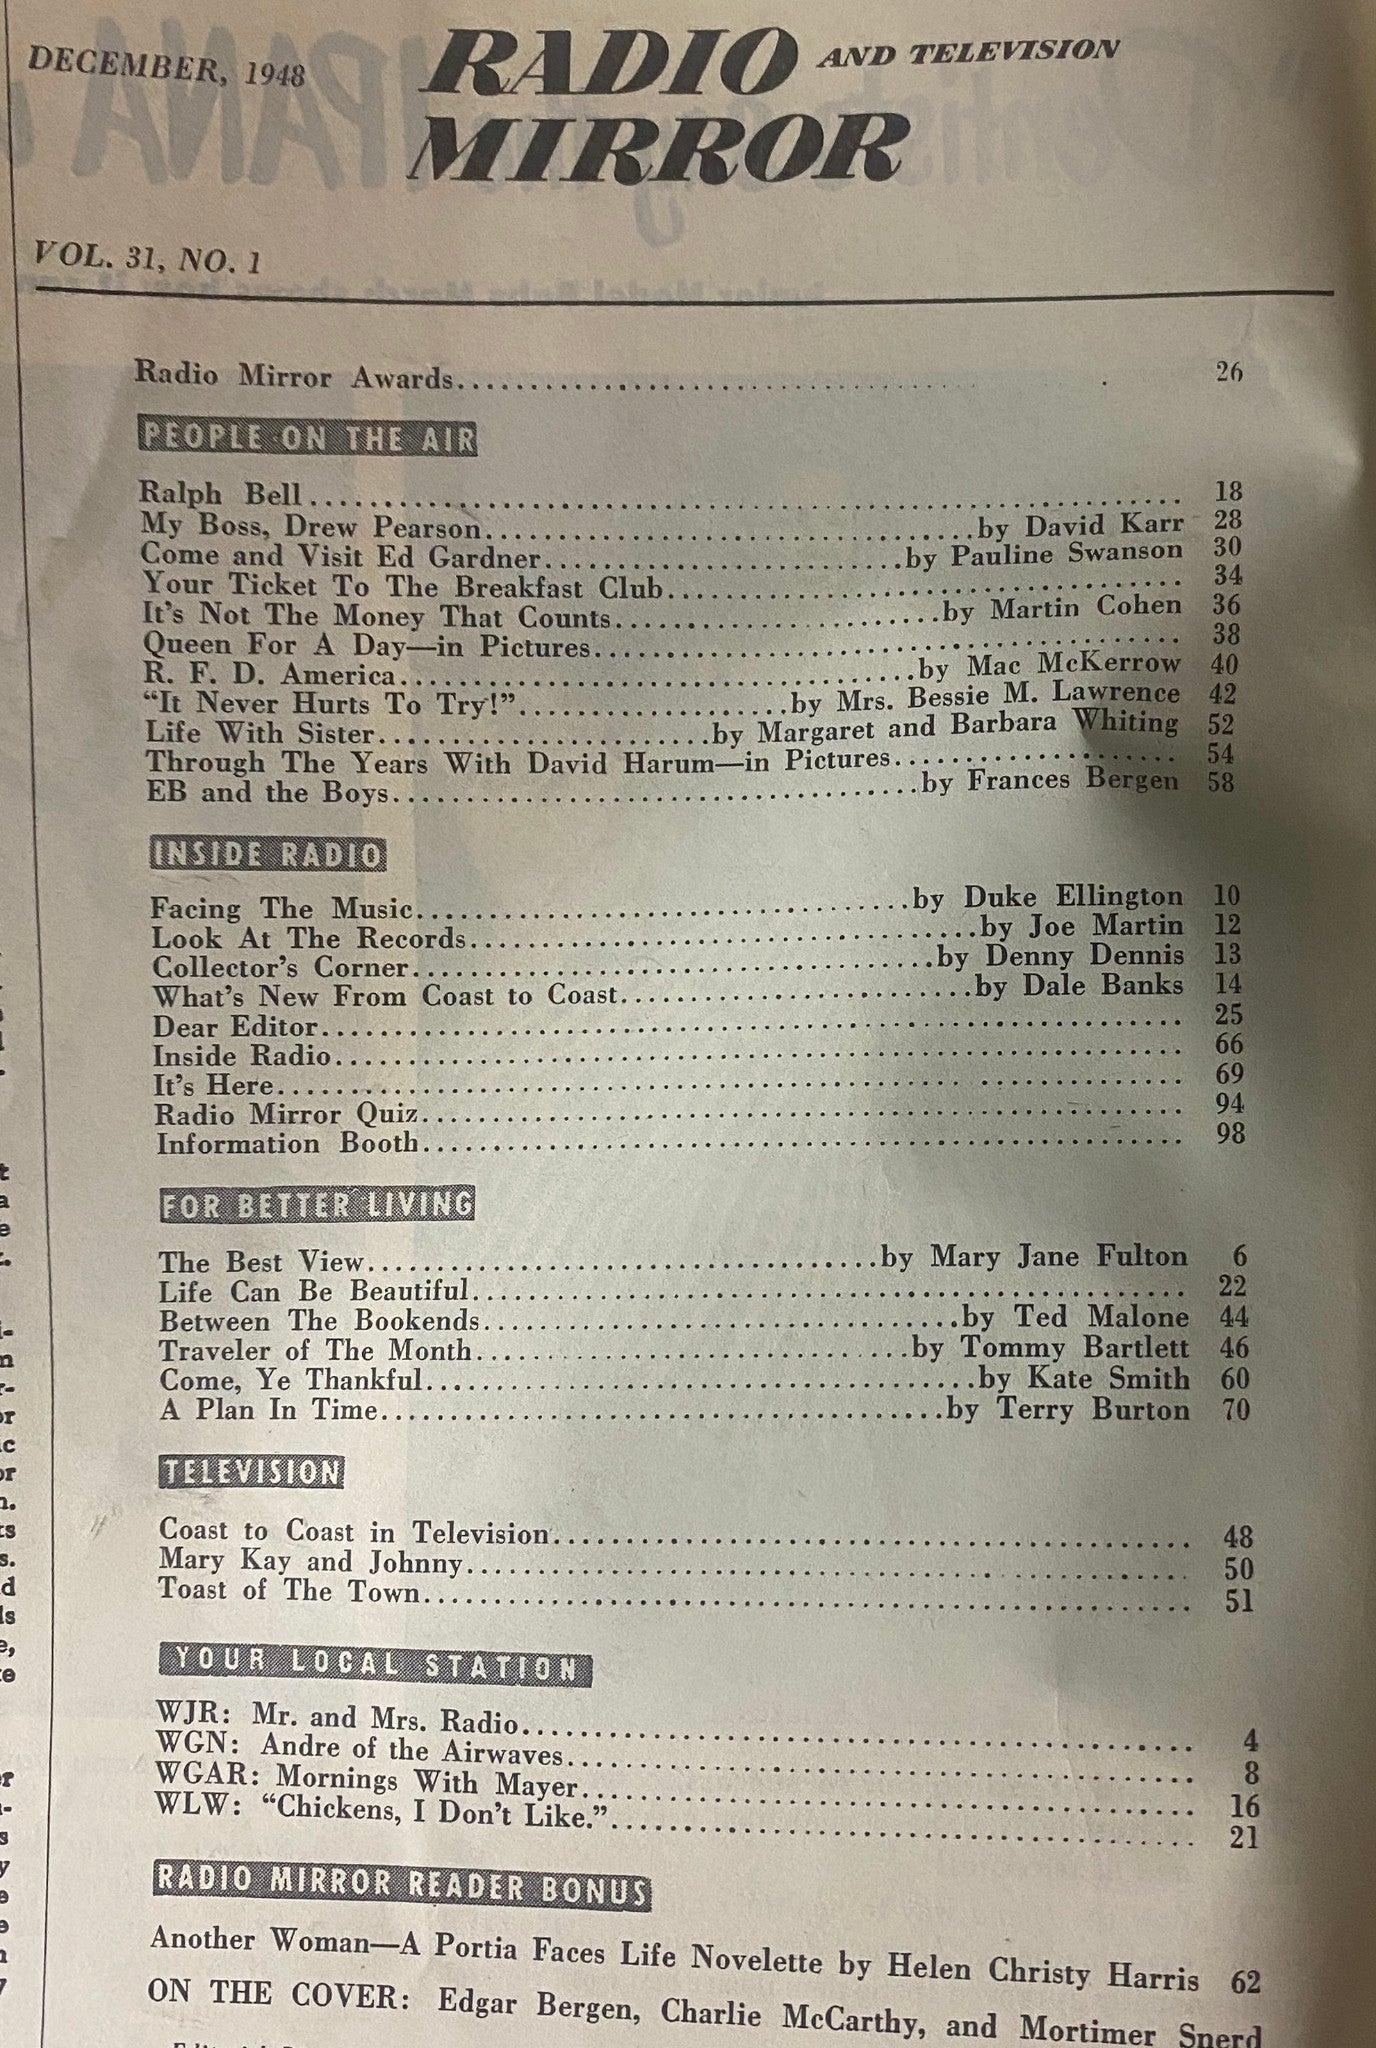 DECEMBER, 1948
RADIO AND TELEVISION
MIRROR
VOL. 31, NO. 1
Radio Mirror Awards........................................ 26
PEOPLE ON THE AIR
Ralph Bell........................................ 18
My Boss, Drew Pearson........................................by David Karr 28
Come and Visit Ed Gardner........................................by Pauline Swanson 30
Your Ticket To The Breakfast Club........................................ 34
It's Not The Money That Counts........................................by Martin Cohen 36
Queen For A Day—in Pictures........................................ 38
R. F. D. America........................................by Mac McKerrow 40
“It Never Hurts To Try!”........................................by Mrs. Bessie M. Lawrence 42
Life With Sister........................................by Margaret and Barbara Whiting 52
Through The Years With David Harum—in Pictures........................................ 54
EB and the Boys........................................by Frances Bergen 58
INSIDE RADIO
Facing The Music........................................by Duke Ellington 10
Look At The Records........................................by Joe Martin 12
Collector's Corner........................................by Denny Dennis 13
What's New From Coast to Coast........................................by Dale Banks 14
Dear Editor........................................ 25
Inside Radio........................................ 66
It's Here........................................ 69
Radio Mirror Quiz........................................ 94
Information Booth........................................ 98
FOR BETTER LIVING
The Best View........................................by Mary Jane Fulton 6
Life Can Be Beautiful........................................ 22
Between The Bookends........................................by Ted Malone 44
Traveler of The Month........................................by Tommy Bartlett 46
Come, Ye Thankful........................................by Kate Smith 60
A Plan In Time........................................by Terry Burton 70
TELEVISION
Coast to Coast in Television........................................ 48
Mary Kay and Johnny........................................ 50
Toast of The Town........................................ 51
YOUR LOCAL STATION
WJR: Mr. and Mrs. Radio........................................ 4
WGN: Andre of the Airwaves........................................ 8
WGAR: Mornings With Mayer........................................ 16
WLW: “Chickens, I Don't Like.”........................................ 21
RADIO MIRROR READER BONUS
Another Woman—A Portia Faces Life Novelette by Helen Christy Harris 62
ON THE COVER: Edgar Bergen, Charlie McCarthy, and Mortimer Snerd